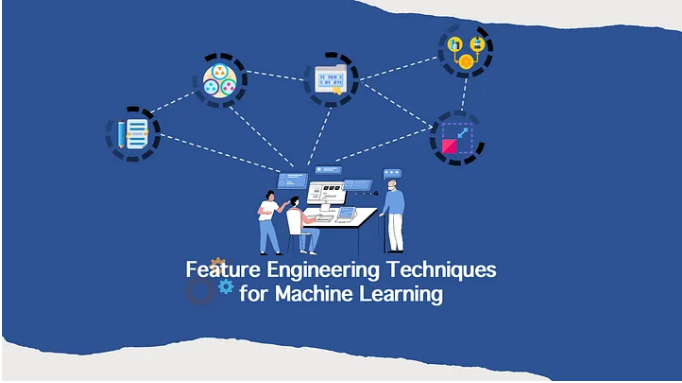 Feature Engineering Techniques
for Machine Learning